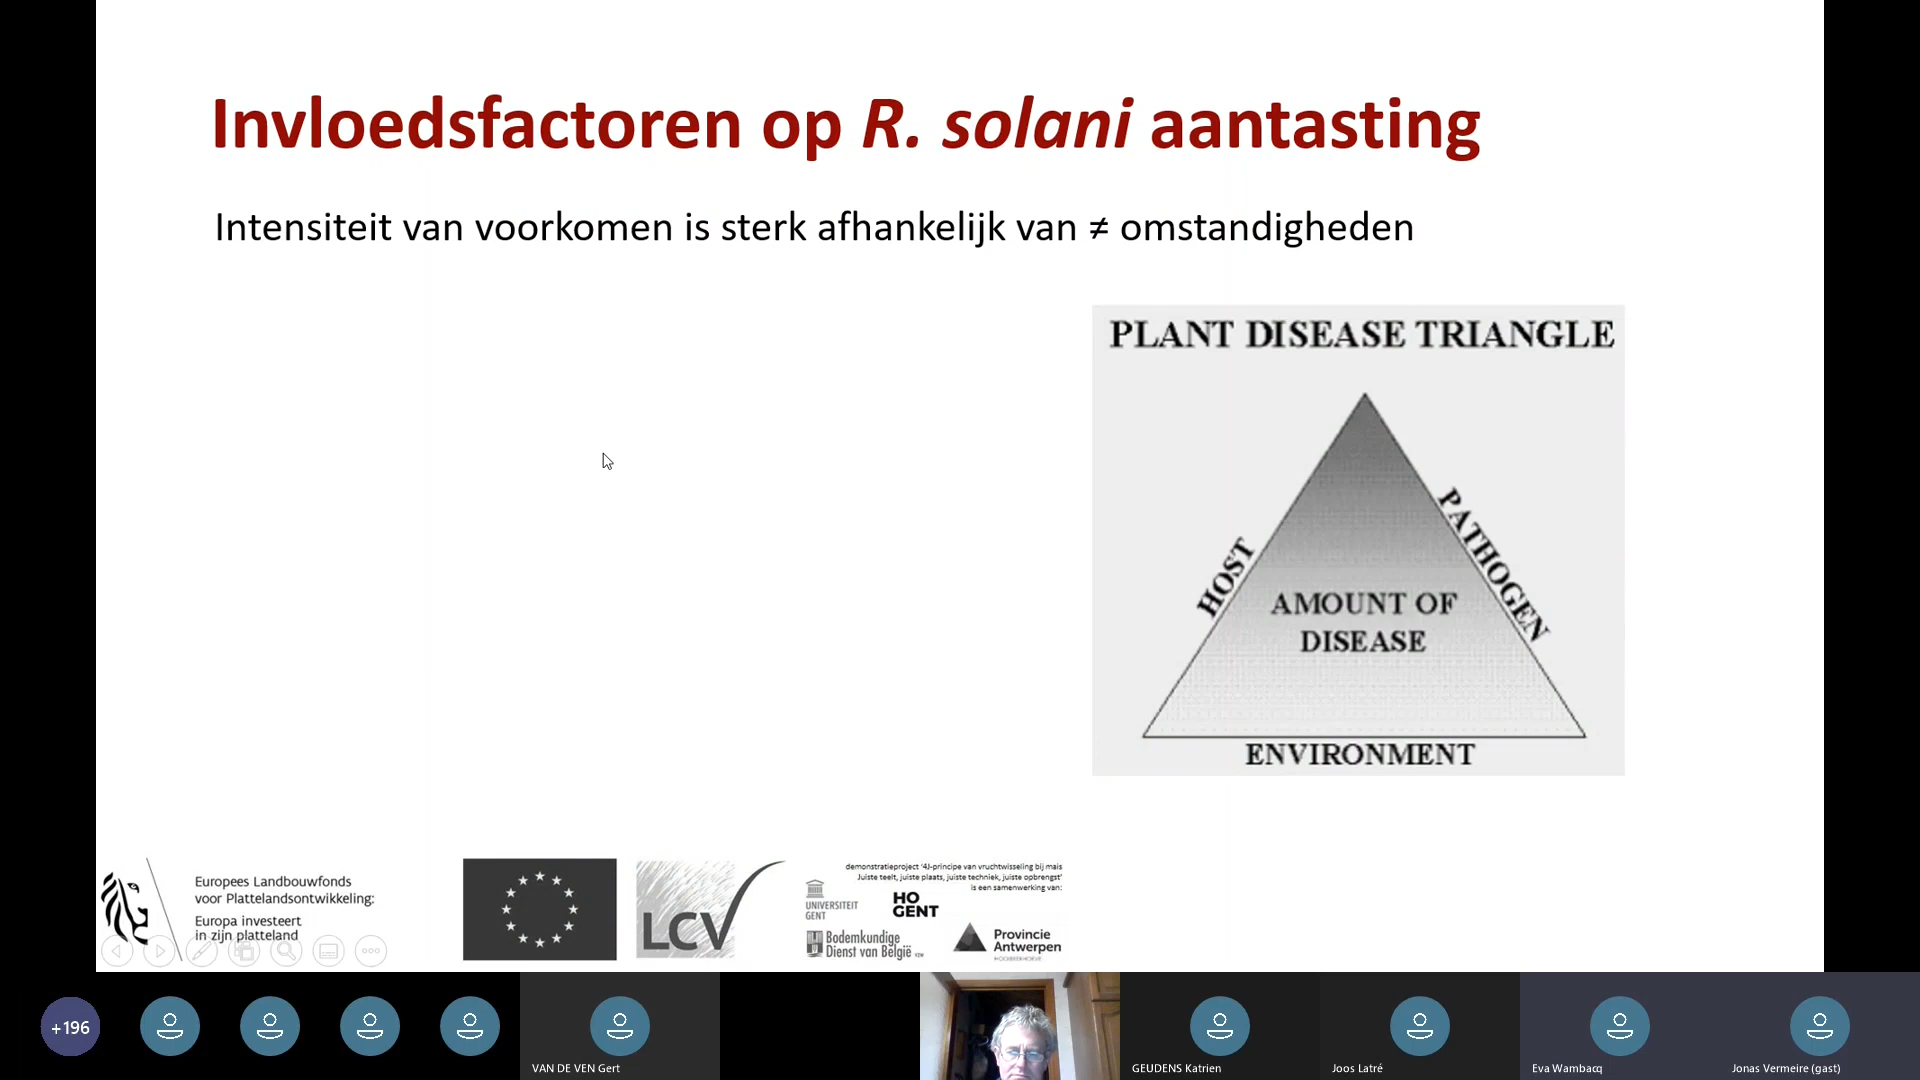 Invloedsfactoren op R. solani aantasting
Intensiteit van voorkomen is sterk afhankelijk van ≠ omstandigheden
PLANT DISEASE TRIANGLE
HOST
PATHOGEN
AMOUNT OF
DISEASE
ENVIRONMENT
Europees Landbouwfonds
voor Plattelandsontwikkeling:
Europa investeert
in zijn platteland
LCV
demonstratieproject '4J-principe van vruchtwisseling bij mais
Juiste teelt, juiste plaats, juiste techniek, juiste opbrengst'
is een samenwerking van:
UNIVERSITEIT
GENT
HO
GENT
Bodemkundige
Dienst van België vzw
Provincie
Antwerpen
+196
VAN DE VEN Gert
GEUDENS Katrien
Joos Latré
Eva Wambacq
Jonas Vermeire (gast)